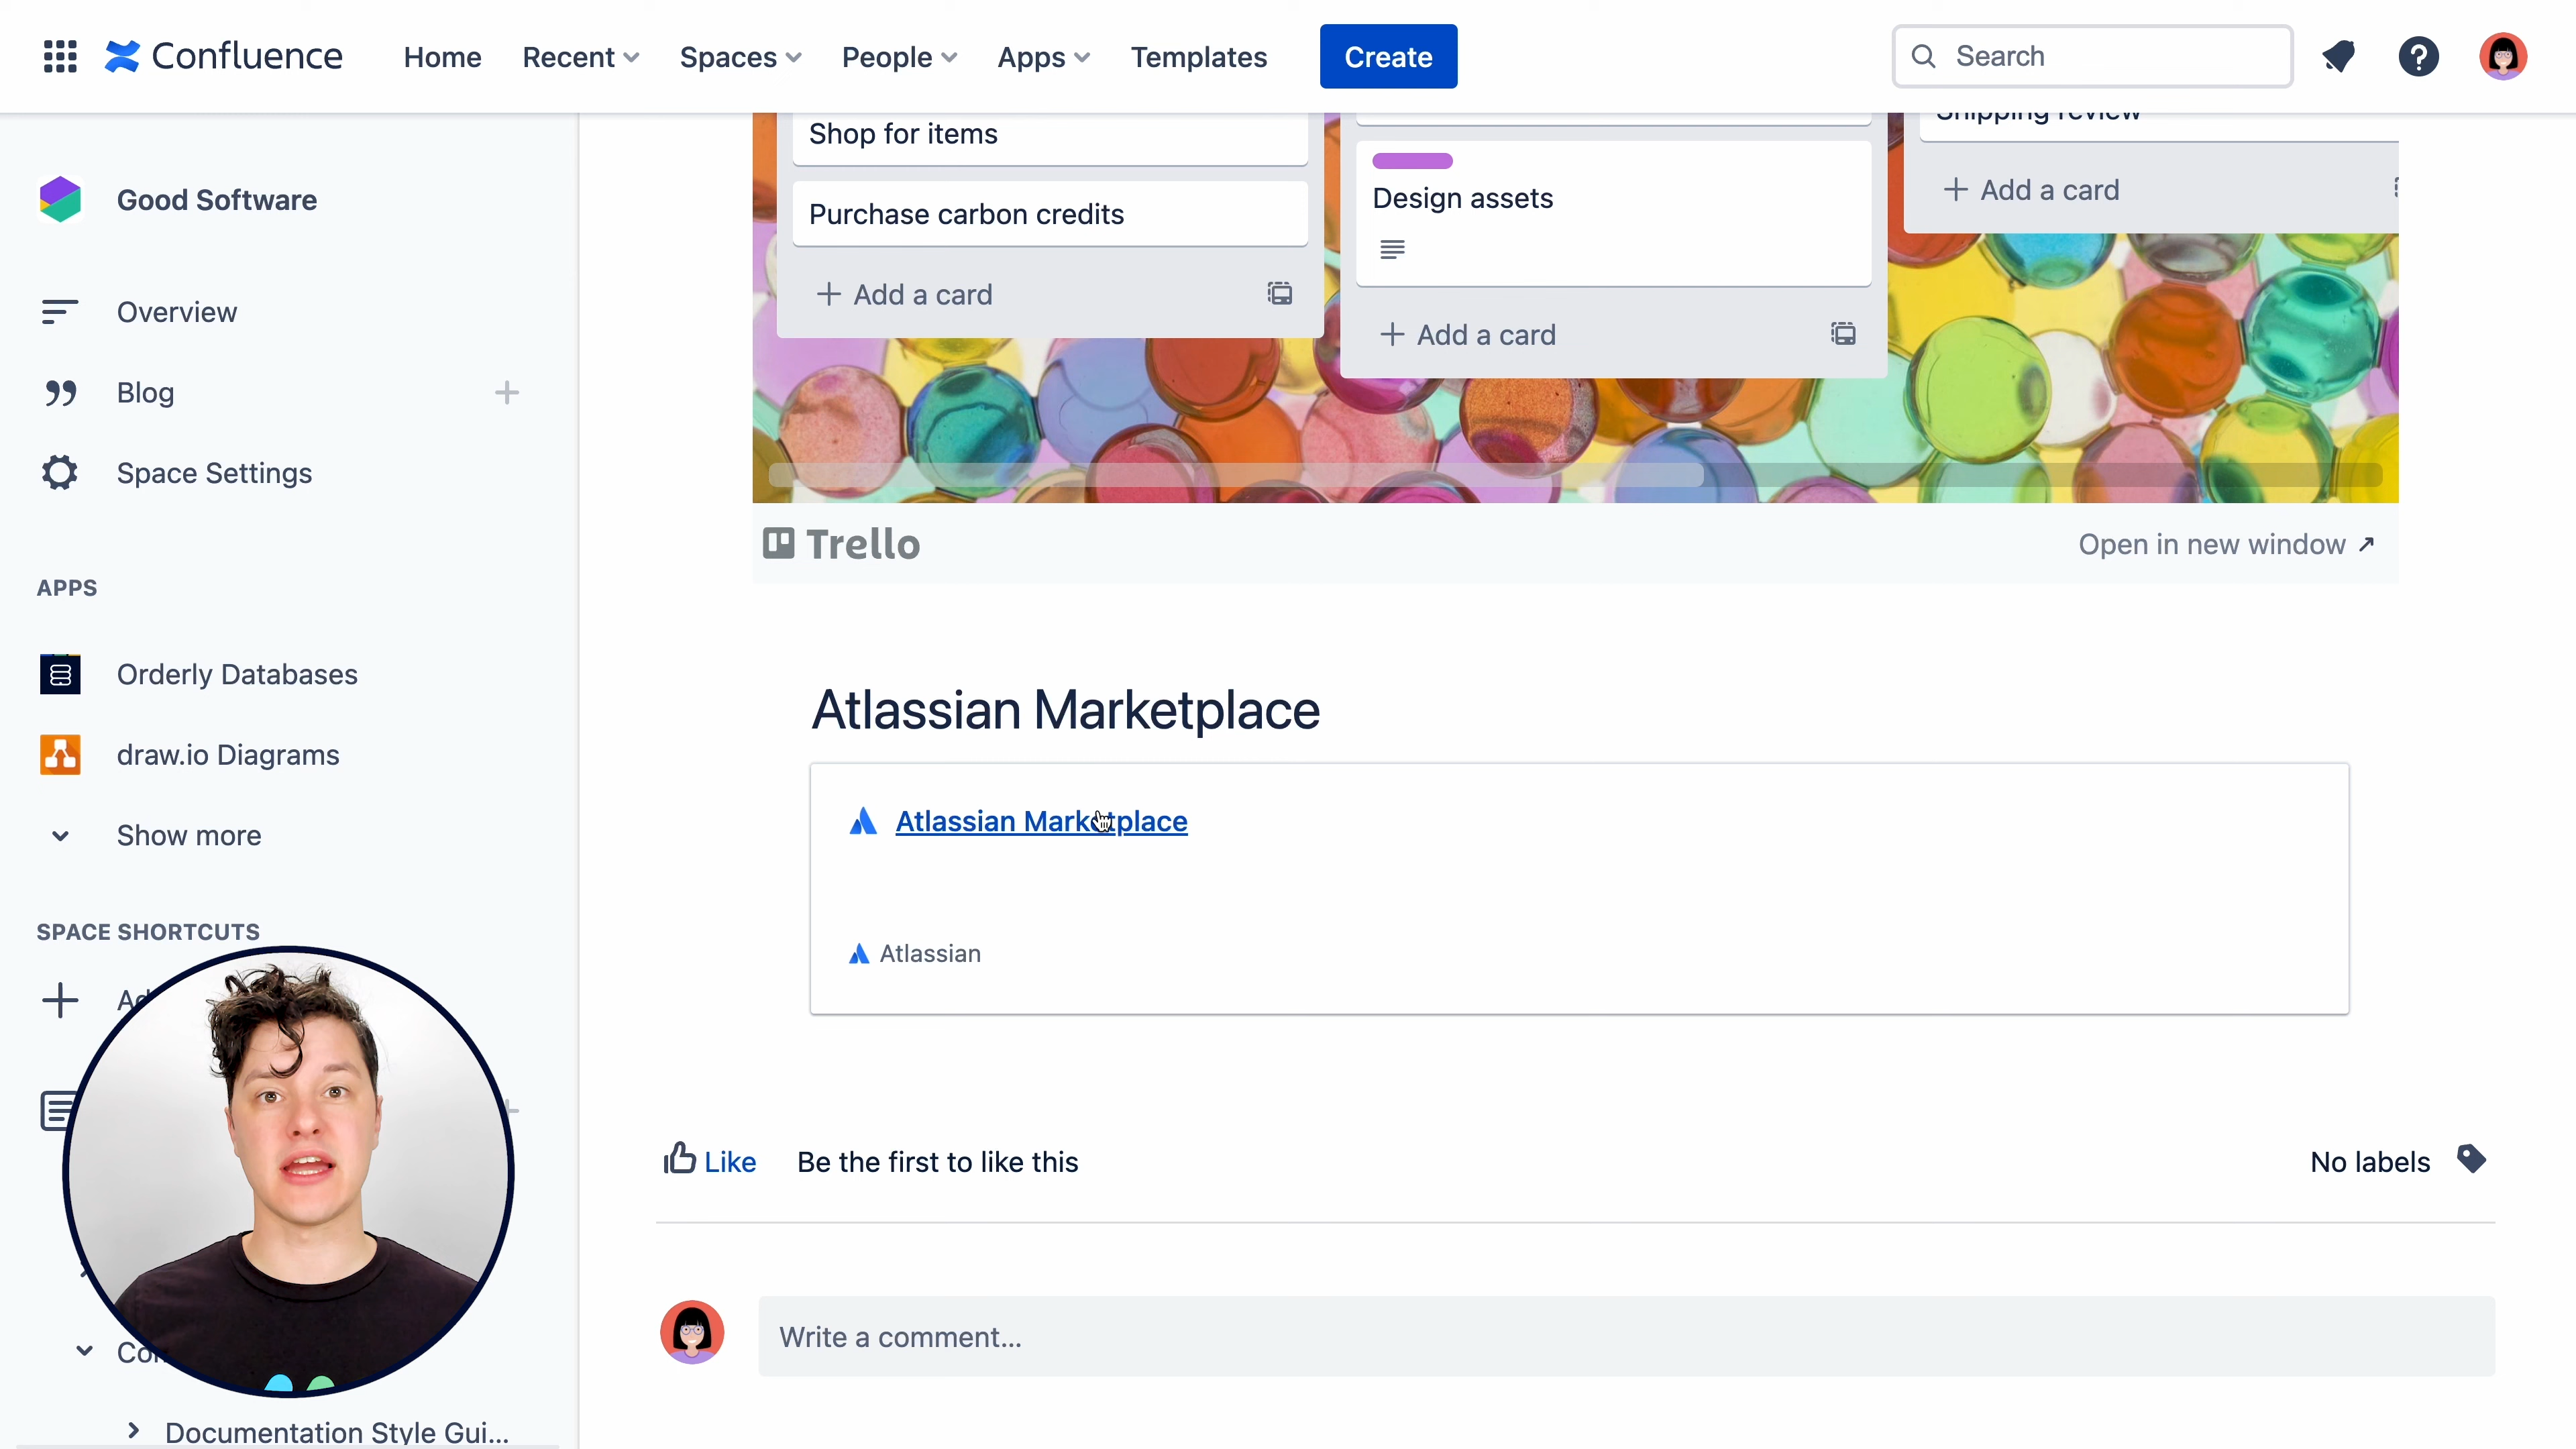 Confluence
Home
Recent
Spaces
People
Apps
Templates
Create
Search
Good Software
Overview
Blog
Space Settings
APPS
Orderly Databases
draw.io Diagrams
Show more
SPACE SHORTCUTS
Documentation Style Gui...
Shop for items
Purchase carbon credits
+ Add a card
Design assets
+ Add a card
Shipping review
+ Add a card
Trello
Open in new window ↗
Atlassian Marketplace
Atlassian Marketplace
Atlassian
Like
Be the first to like this
No labels
Write a comment...